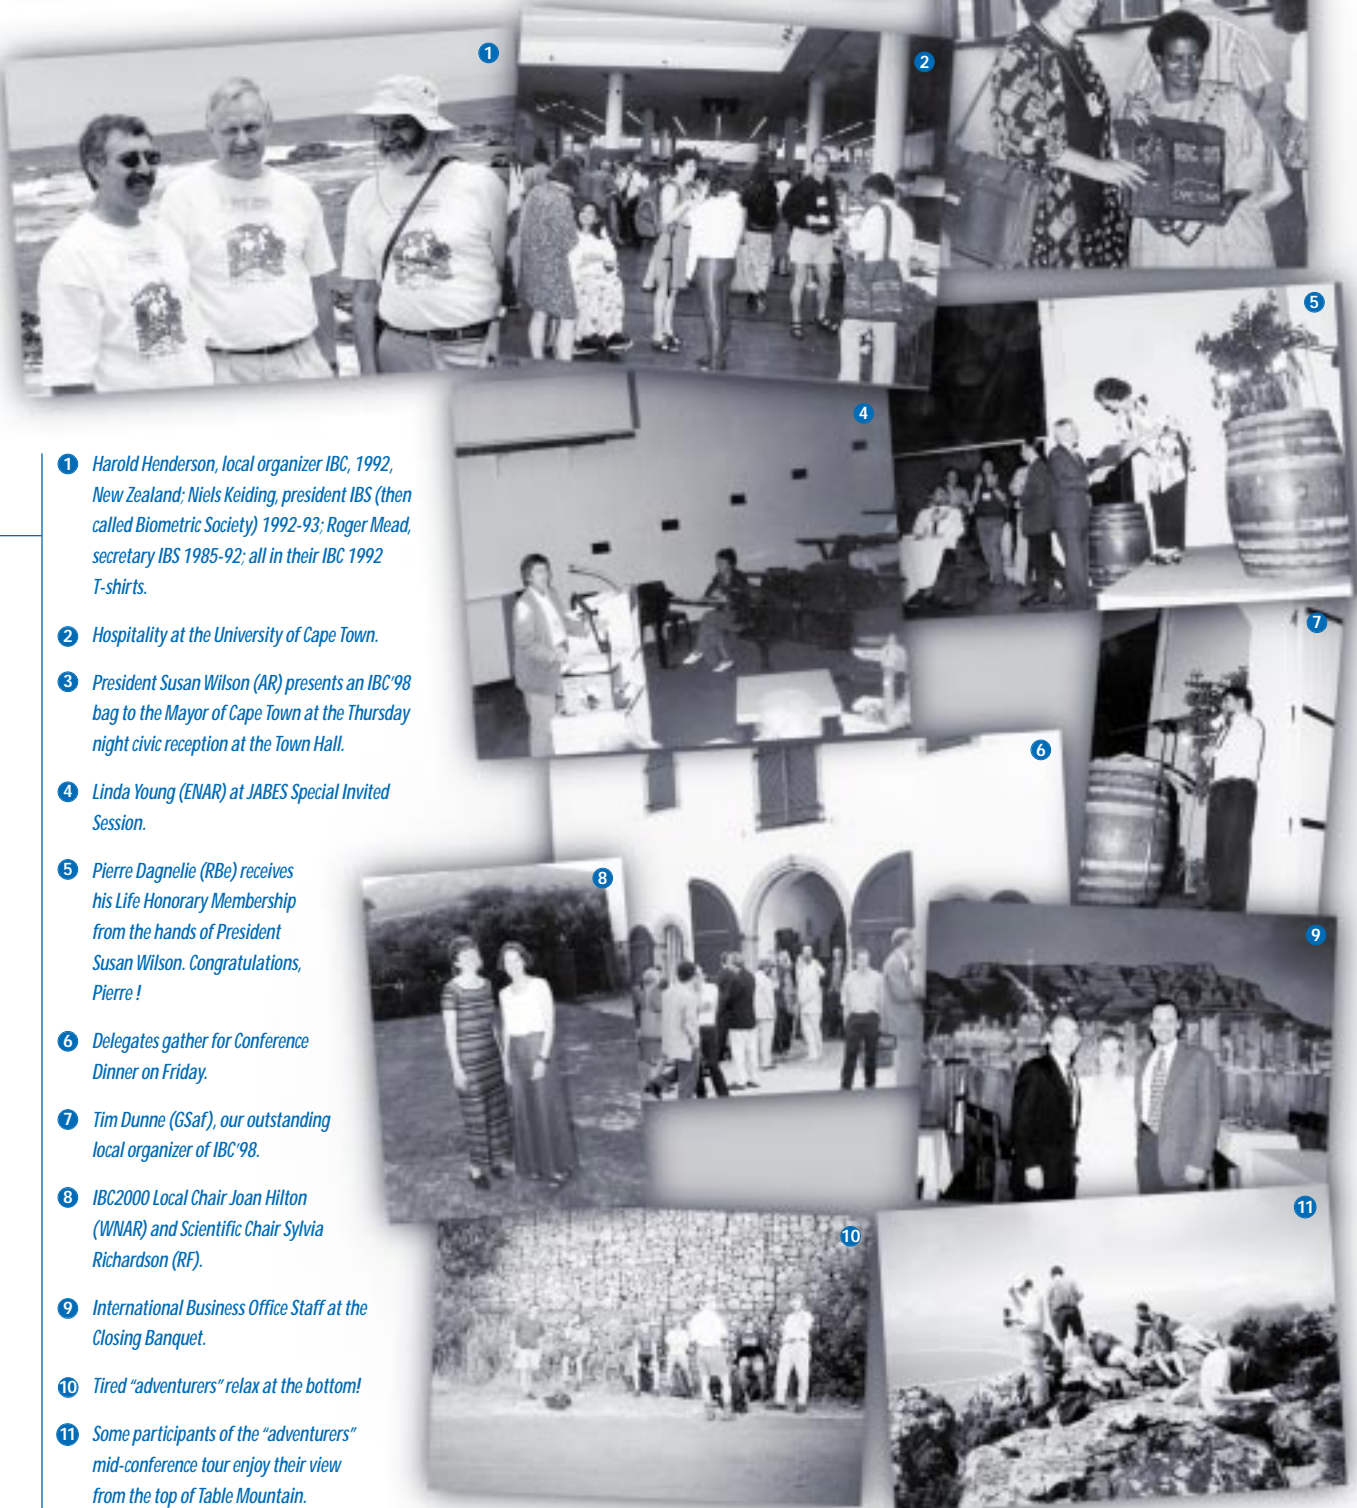 1
2
5
4
7
6
8
9
11
10
1 Harold Henderson, local organizer IBC, 1992,
New Zealand; Niels Keiding, president IBS (then
called Biometric Society) 1992-93; Roger Mead,
secretary IBS 1985-92; all in their IBC 1992
T-shirts.
2 Hospitality at the University of Cape Town.
3 President Susan Wilson (AR) presents an IBC'98
bag to the Mayor of Cape Town at the Thursday
night civic reception at the Town Hall.
4 Linda Young (ENAR) at JABES Special Invited
Session.
5 Pierre Dagnelie (RBe) receives
his Life Honorary Membership
from the hands of President
Susan Wilson. Congratulations,
Pierre !
6 Delegates gather for Conference
Dinner on Friday.
7 Tim Dunne (GSaf), our outstanding
local organizer of IBC'98.
8 IBC2000 Local Chair Joan Hilton
(WNAR) and Scientific Chair Sylvia
Richardson (RF).
9 International Business Office Staff at the
Closing Banquet.
10 Tired “adventurers” relax at the bottom!
11 Some participants of the “adventurers”
mid-conference tour enjoy their view
from the top of Table Mountain.